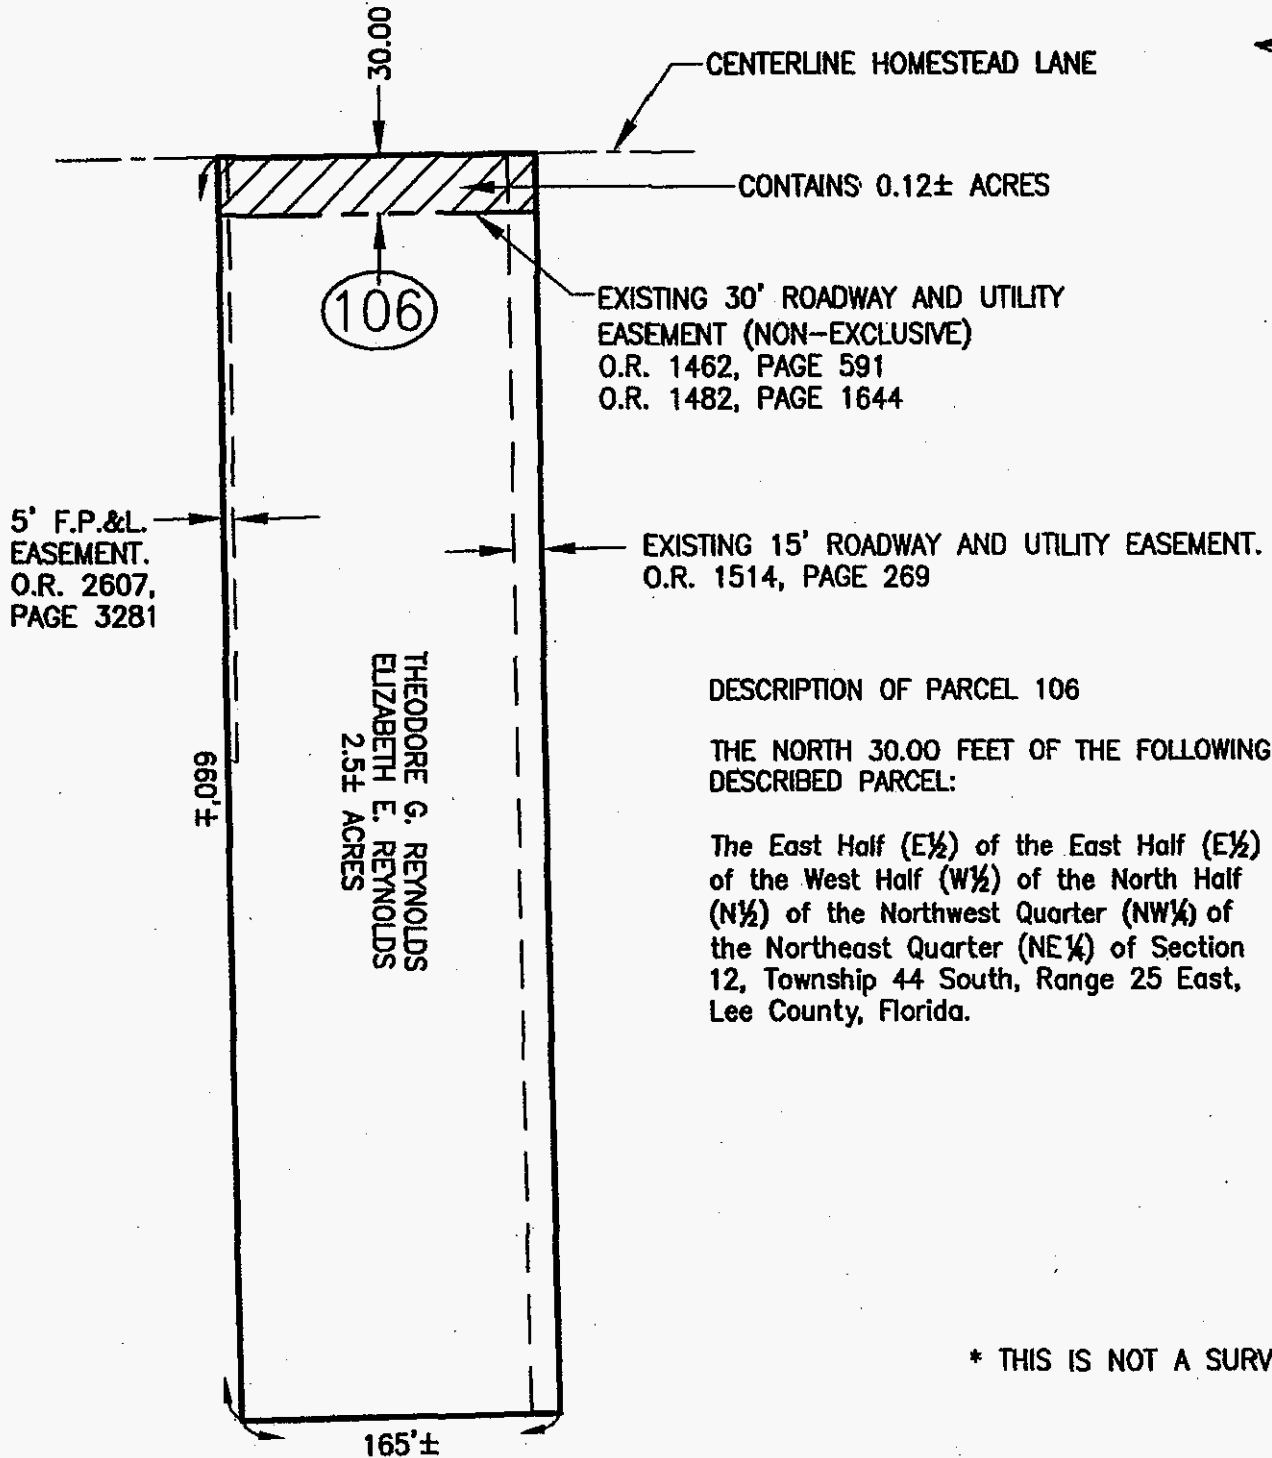 30.00
CENTERLINE HOMESTEAD LANE
CONTAINS 0.12± ACRES
106
EXISTING 30' ROADWAY AND UTILITY
EASEMENT (NON-EXCLUSIVE)
O.R. 1462, PAGE 591
O.R. 1482, PAGE 1644
5' F.P.&L.
EASEMENT.
O.R. 2607,
PAGE 3281
EXISTING 15' ROADWAY AND UTILITY EASEMENT.
O.R. 1514, PAGE 269
THEODORE G. REYNOLDS
ELIZABETH E. REYNOLDS
2.5± ACRES
660'±
DESCRIPTION OF PARCEL 106
THE NORTH 30.00 FEET OF THE FOLLOWING
DESCRIBED PARCEL:
The East Half (E½) of the East Half (E½)
of the West Half (W½) of the North Half
(N½) of the Northwest Quarter (NW¼) of
the Northeast Quarter (NE¼) of Section
12, Township 44 South, Range 25 East,
Lee County, Florida.
* THIS IS NOT A SURV
165'±